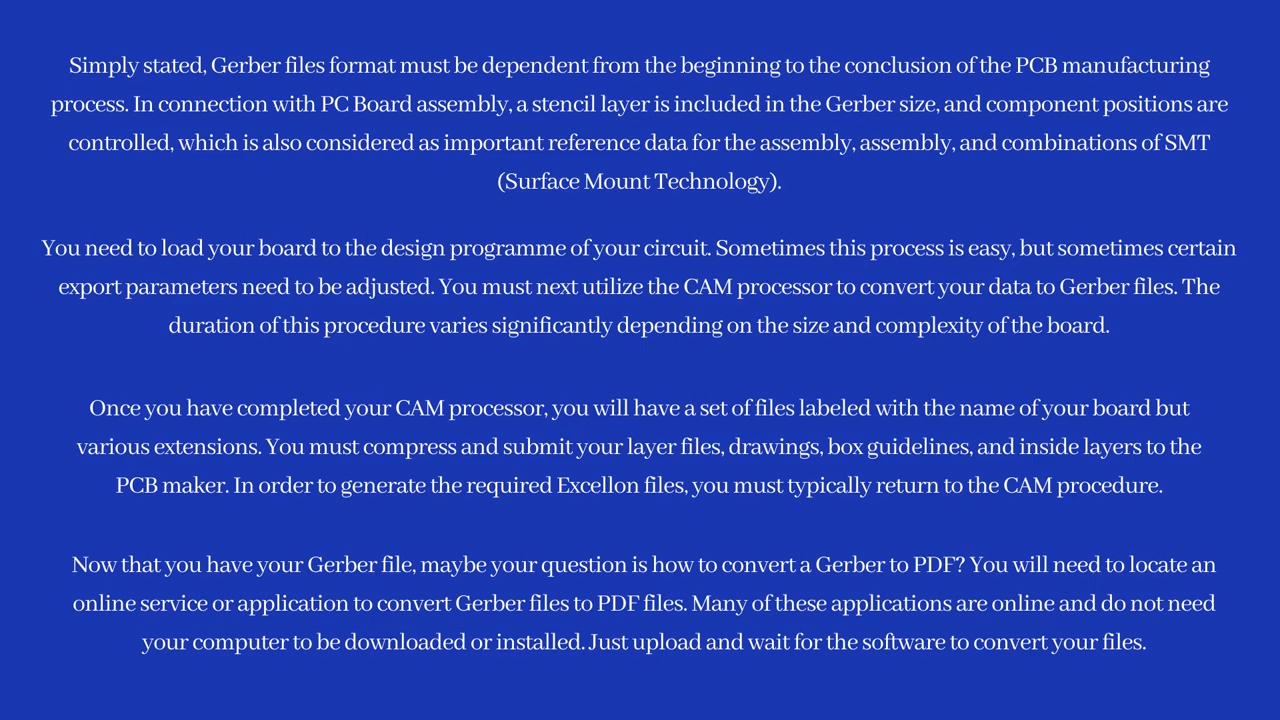 Simply stated, Gerber files format must be dependent from the beginning to the conclusion of the PCB manufacturing
process. In connection with PC Board assembly, a stencil layer is included in the Gerber size, and component positions are
controlled, which is also considered as important reference data for the assembly, assembly, and combinations of SMT
(Surface Mount Technology).
You need to load your board to the design programme of your circuit. Sometimes this process is easy, but sometimes certain
export parameters need to be adjusted. You must next utilize the CAM processor to convert your data to Gerber files. The
duration of this procedure varies significantly depending on the size and complexity of the board.
Once you have completed your CAM processor, you will have a set of files labeled with the name of your board but
various extensions. You must compress and submit your layer files, drawings, box guidelines, and inside layers to the
PCB maker. In order to generate the required Excellon files, you must typically return to the CAM procedure.
Now that you have your Gerber file, maybe your question is how to convert a Gerber to PDF? You will need to locate an
online service or application to convert Gerber files to PDF files. Many of these applications are online and do not need
your computer to be downloaded or installed. Just upload and wait for the software to convert your files.